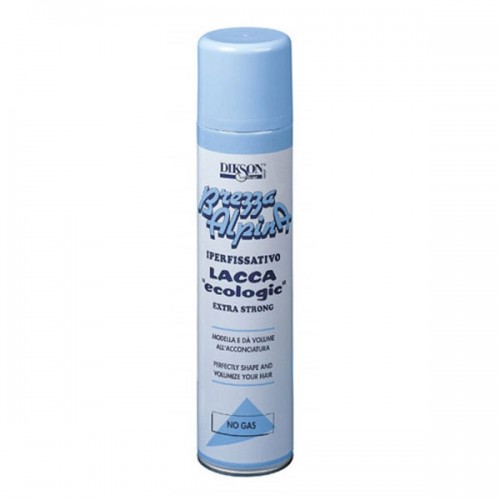 DIKSON
Brezza
Alpina
IPERFISSATIVO
LACCA
"ecologic"
EXTRA STRONG
MODELLA E DÀ VOLUME
ALL'ACCONCIATURA
PERFECTLY SHAPE AND
VOLUMIZE YOUR HAIR
NO GAS